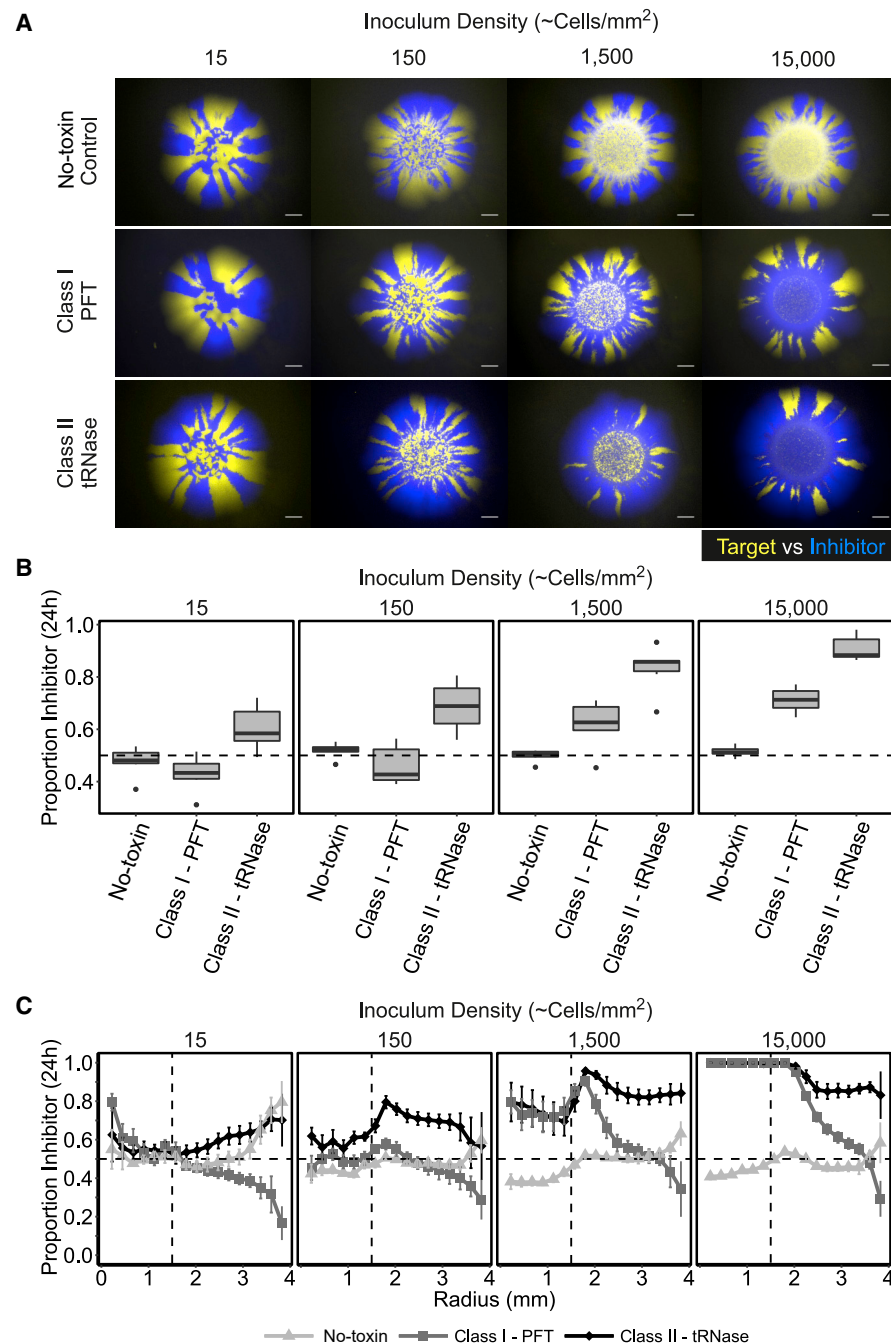 A
Inoculum Density (~Cells/mm²)
15 150 1,500 15,000
No-toxin
Control
Class I
PFT
Class II
tRNase
Target vs Inhibitor
B
Inoculum Density (~Cells/mm²)
15 150 1,500 15,000
Proportion Inhibitor (24h)
1.0
0.8
0.6
0.4
No-toxin Class I - PFT Class II - tRNase No-toxin Class I - PFT Class II - tRNase No-toxin Class I - PFT Class II - tRNase No-toxin Class I - PFT Class II - tRNase
C
Inoculum Density (~Cells/mm²)
15 150 1,500 15,000
Proportion Inhibitor (24h)
1.0
0.8
0.6
0.4
0.2
0.0
0 1 2 3 4 0 1 2 3 4 0 1 2 3 4 0 1 2 3 4
Radius (mm)
No-toxin Class I - PFT Class II - tRNase